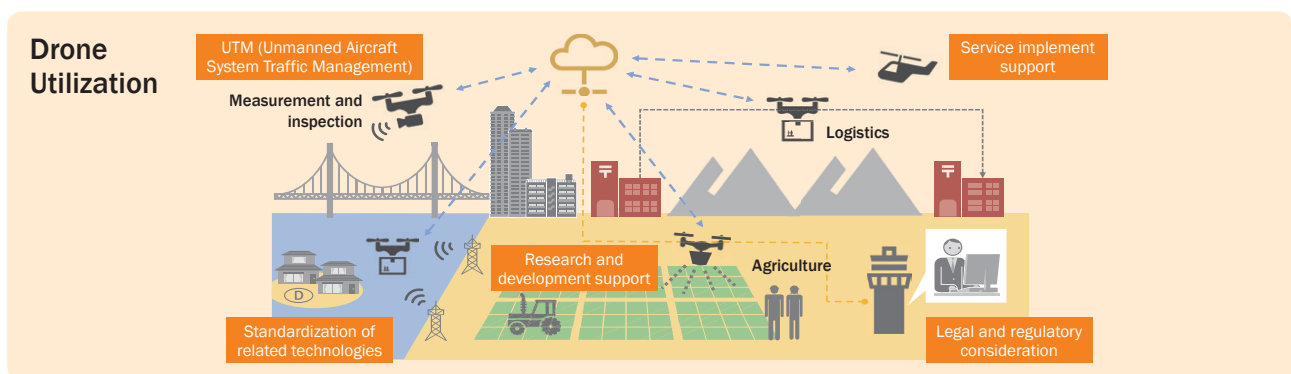 Drone
Utilization
UTM (Unmanned Aircraft
System Traffic Management)
Service implement
support
Measurement and
inspection
Logistics
〒
〒
Research and
development support
Agriculture
D
Standardization of
related technologies
Legal and regulatory
consideration